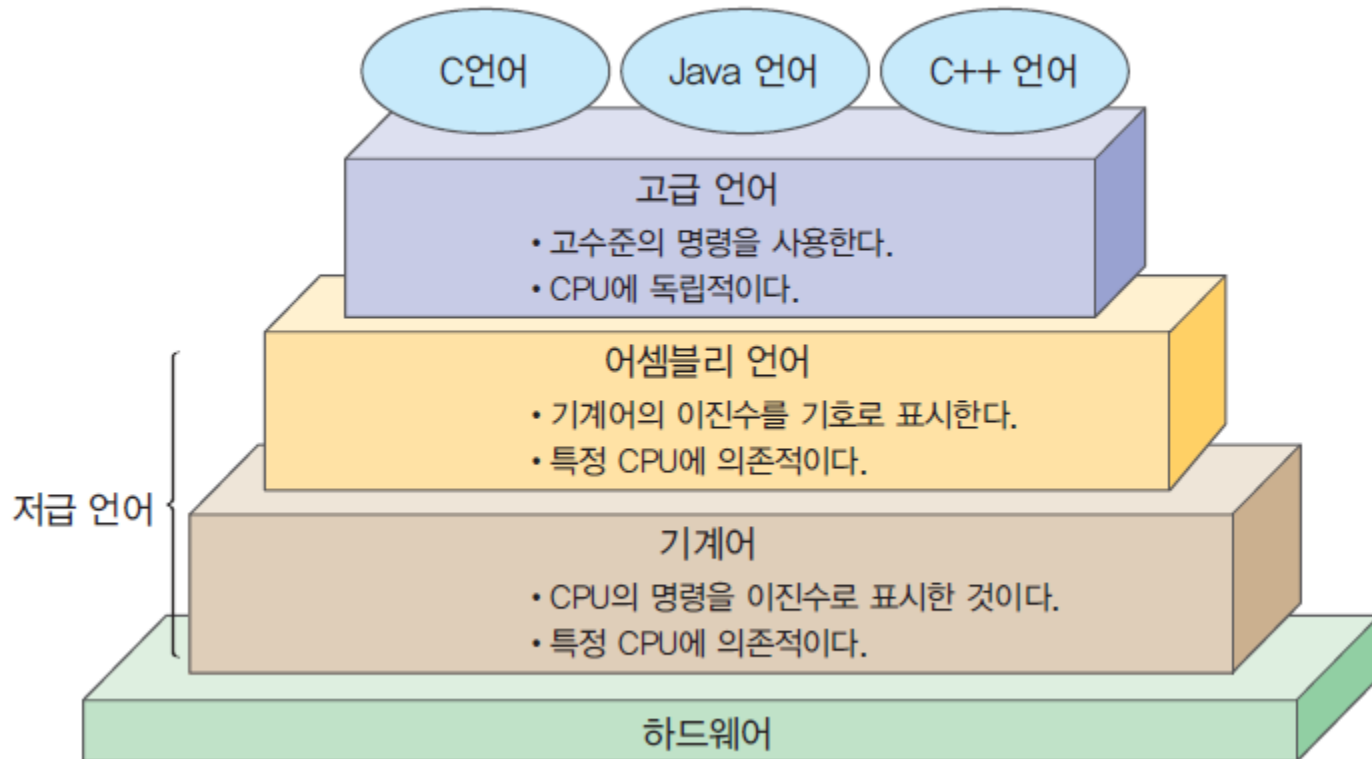 C언어
Java 언어
C++ 언어
고급 언어
• 고수준의 명령을 사용한다.
• CPU에 독립적이다.
어셈블리 언어
• 기계어의 이진수를 기호로 표시한다.
• 특정 CPU에 의존적이다.
저급 언어
기계어
• CPU의 명령을 이진수로 표시한 것이다.
• 특정 CPU에 의존적이다.
하드웨어